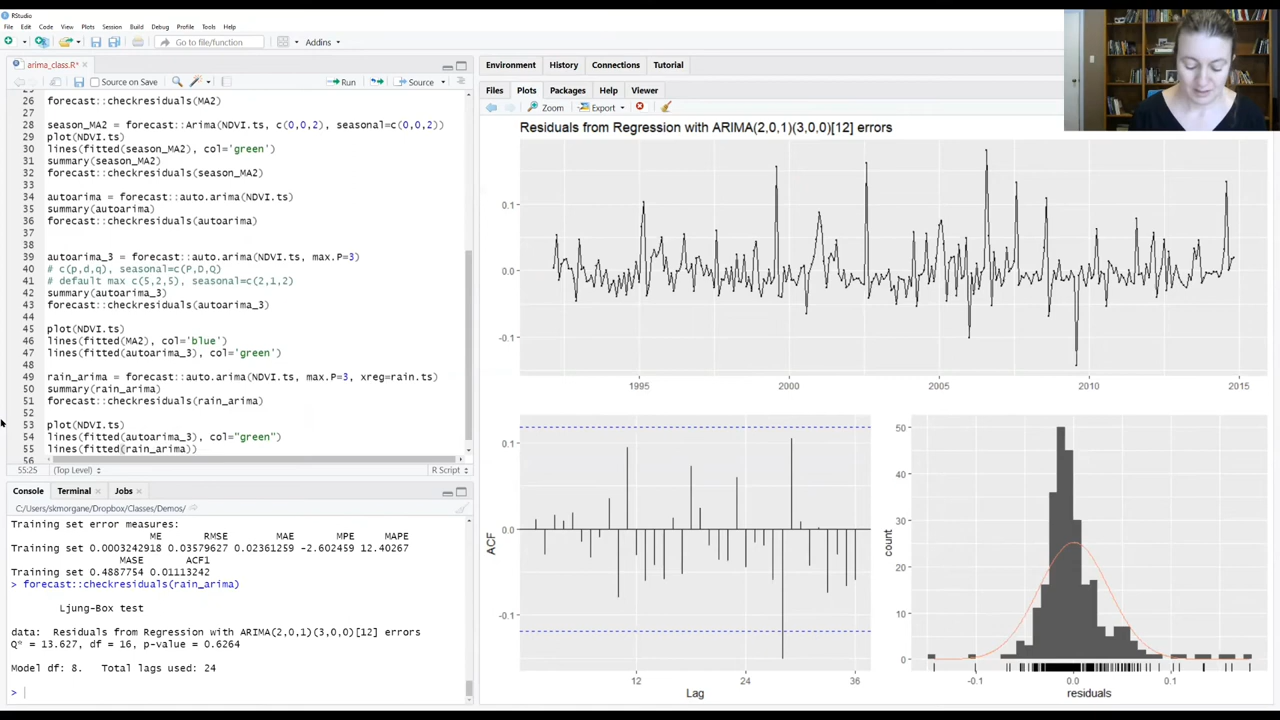 RStudio
File Edit Code View Plots Session Build Debug Profile Tools Help
Go to file/function Addins
arima_class.R*
Source on Save Run Source
26 forecast::checkresiduals(MA2)
27
28 season_MA2 = forecast::Arima(NDVI.ts, c(0,0,2), seasonal=c(0,0,2))
29 plot(NDVI.ts)
30 lines(fitted(season_MA2), col='green')
31 summary(season_MA2)
32 forecast::checkresiduals(season_MA2)
33
34 autoarima = forecast::auto.arima(NDVI.ts)
35 summary(autoarima)
36 forecast::checkresiduals(autoarima)
37
38
39 autoarima_3 = forecast::auto.arima(NDVI.ts, max.P=3)
40 # c(p,d,q), seasonal=c(P,D,Q)
41 # default max c(5,2,5), seasonal=c(2,1,2)
42 summary(autoarima_3)
43 forecast::checkresiduals(autoarima_3)
44
45 plot(NDVI.ts)
46 lines(fitted(MA2), col='blue')
47 lines(fitted(autoarima_3), col='green')
48
49 rain_arima = forecast::auto.arima(NDVI.ts, max.P=3, xreg=rain.ts)
50 summary(rain_arima)
51 forecast::checkresiduals(rain_arima)
52
53 plot(NDVI.ts)
54 lines(fitted(autoarima_3), col="green")
55 lines(fitted(rain_arima))
56
55:25 (Top Level) R Script
Console Terminal Jobs
C:/Users/skmorgane/Dropbox/Classes/Demos/
Training set error measures:
ME RMSE MAE MPE MAPE
Training set 0.0003242918 0.03579627 0.02361259 -2.602459 12.40267
MASE ACF1
Training set 0.4887754 0.01113242
> forecast::checkresiduals(rain_arima)
Ljung-Box test
data: Residuals from Regression with ARIMA(2,0,1)(3,0,0)[12] errors
Q* = 13.627, df = 16, p-value = 0.6264
Model df: 8. Total lags used: 24
>
Environment History Connections Tutorial
Files Plots Packages Help Viewer
Zoom Export
Residuals from Regression with ARIMA(2,0,1)(3,0,0)[12] errors
0.1
0.0
-0.1
1995 2000 2005 2010 2015
ACF
0.1
0.0
-0.1
12 24 36
Lag
count
50
40
30
20
10
0
-0.1 0.0 0.1
residuals